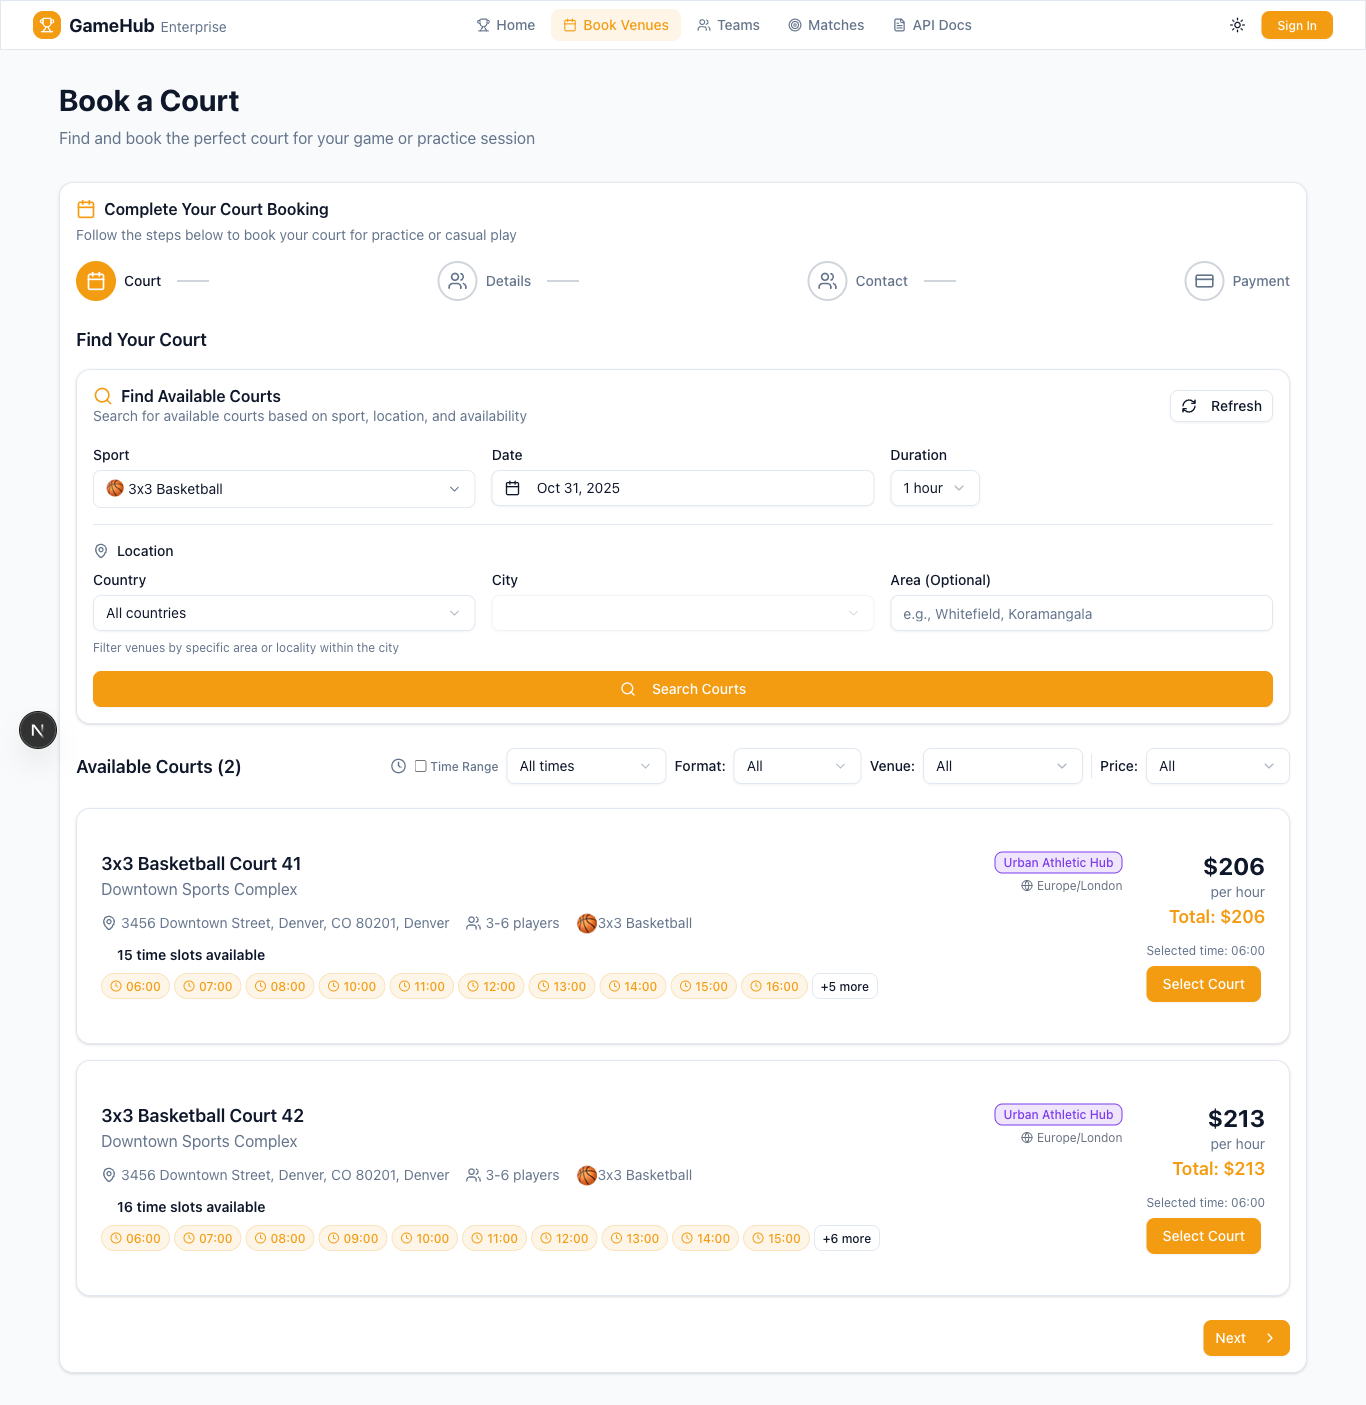 GameHub Enterprise
Home
Book Venues
Teams
Matches
API Docs
Sign In
Book a Court
Find and book the perfect court for your game or practice session
Complete Your Court Booking
Follow the steps below to book your court for practice or casual play
Court
Details
Contact
Payment
Find Your Court
Find Available Courts
Search for available courts based on sport, location, and availability
Refresh
Sport
Date
Duration
3x3 Basketball
Oct 31, 2025
1 hour
Location
Country
City
Area (Optional)
All countries
e.g., Whitefield, Koramangala
Filter venues by specific area or locality within the city
Search Courts
N
Available Courts (2)
Time Range
All times
Format:
All
Venue:
All
Price:
All
3x3 Basketball Court 41
Downtown Sports Complex
Urban Athletic Hub
Europe/London
$206
per hour
Total: $206
3456 Downtown Street, Denver, CO 80201, Denver
3-6 players
3x3 Basketball
15 time slots available
06:00 07:00 08:00 10:00 11:00 12:00 13:00 14:00 15:00 16:00 +5 more
Selected time: 06:00
Select Court
3x3 Basketball Court 42
Downtown Sports Complex
Urban Athletic Hub
Europe/London
$213
per hour
Total: $213
3456 Downtown Street, Denver, CO 80201, Denver
3-6 players
3x3 Basketball
16 time slots available
06:00 07:00 08:00 09:00 10:00 11:00 12:00 13:00 14:00 15:00 +6 more
Selected time: 06:00
Select Court
Next